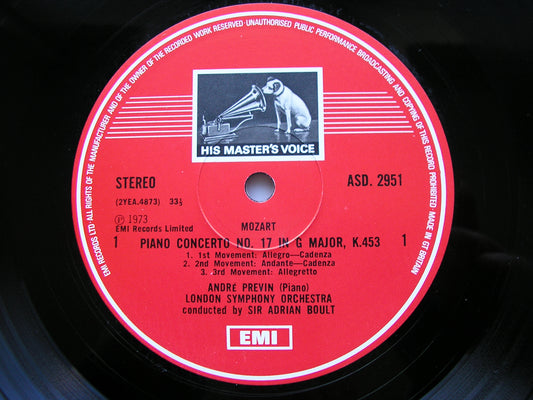 EMI RECORDS LTD·ALL RIGHTS OF THE MANUFACTURER AND OF THE OWNER OF THE RECORDED WORK RESERVED·UNAUTHORISED PUBLIC PERFORMANCE BROADCASTING AND COPYING OF THIS RECORD PROHIBITED MADE IN GT BRITAIN
HIS MASTER'S VOICE
STEREO
ASD. 2951
(2YEA.4873) 33⅓
℗ 1973
EMI Records Limited
MOZART
1 PIANO CONCERTO NO. 17 IN G MAJOR, K.453 1
1. 1st Movement: Allegro—Cadenza
2. 2nd Movement: Andante—Cadenza
3. 3rd Movement: Allegretto
ANDRÉ PREVIN (Piano)
LONDON SYMPHONY ORCHESTRA
conducted by SIR ADRIAN BOULT
EMI